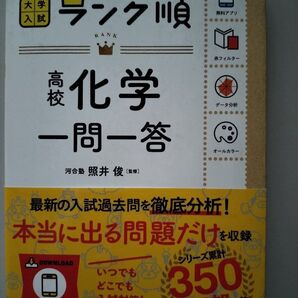 大学
入試
ランク順
RANK
高校 化学
一問一答
河合塾 照井 俊[監修]
無料アプリ
赤フィルター
データ分析
オールカラー
最新の入試過去問を徹底分析!
本当に出る問題だけを収録
DOWNLOAD
いつでも
どこでも
シリーズ累計
350